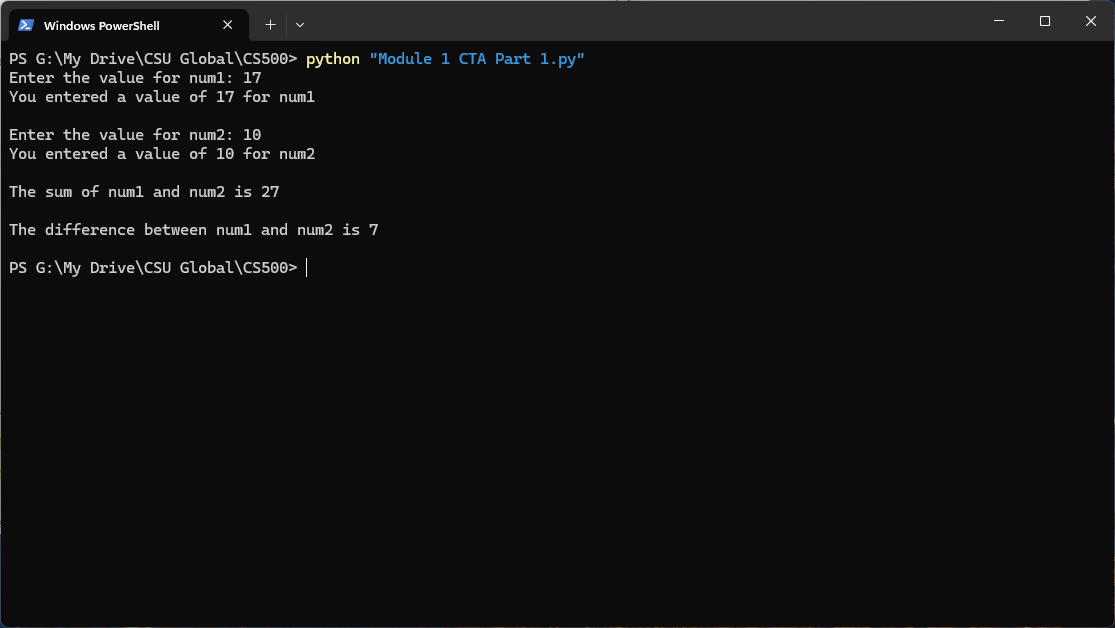 Windows PowerShell
PS G:\My Drive\CSU Global\CS500> python "Module 1 CTA Part 1.py"
Enter the value for num1: 17
You entered a value of 17 for num1
Enter the value for num2: 10
You entered a value of 10 for num2
The sum of num1 and num2 is 27
The difference between num1 and num2 is 7
PS G:\My Drive\CSU Global\CS500>